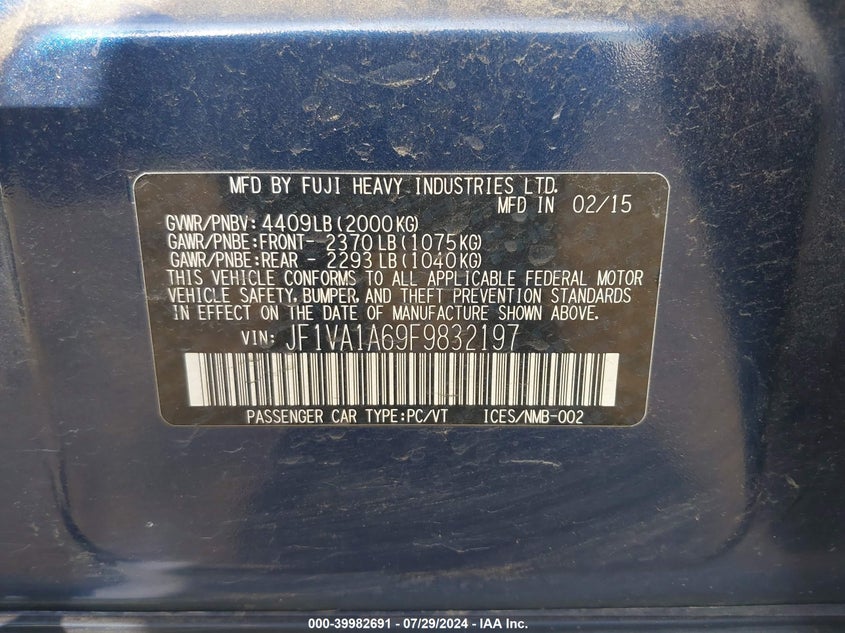 MFD BY FUJI HEAVY INDUSTRIES LTD.
MFD IN 02/15
GVWR/PNBV: 4409LB(2000KG)
GAWR/PNBE:FRONT- 2370LB(1075KG)
GAWR/PNBE:REAR - 2293LB(1040KG)
THIS VEHICLE CONFORMS TO ALL APPLICABLE FEDERAL MOTOR
VEHICLE SAFETY, BUMPER, AND THEFT PREVENTION STANDARDS
IN EFFECT ON THE DATE OF MANUFACTURE SHOWN ABOVE.
VIN: JF1VA1A69F9832197
PASSENGER CAR TYPE:PC/VT ICES/NMB-002
000-39982691 - 07/29/2024 - IAA Inc.